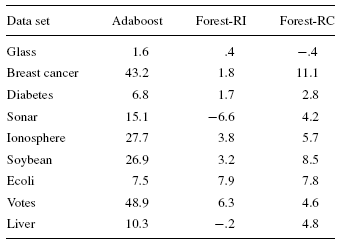 Data set Adaboost Forest-RI Forest-RC
Glass 1.6 .4 −.4
Breast cancer 43.2 1.8 11.1
Diabetes 6.8 1.7 2.8
Sonar 15.1 −6.6 4.2
Ionosphere 27.7 3.8 5.7
Soybean 26.9 3.2 8.5
Ecoli 7.5 7.9 7.8
Votes 48.9 6.3 4.6
Liver 10.3 −.2 4.8